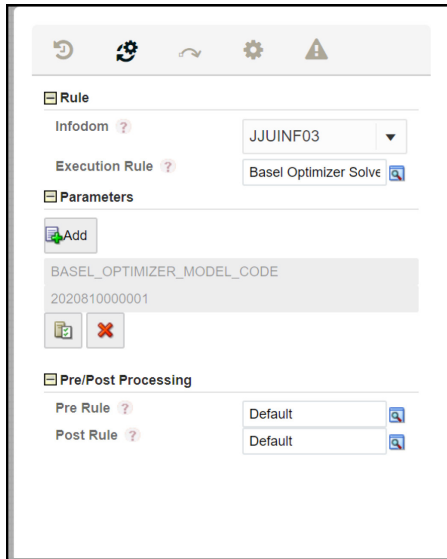 Rule
Infodom ?
JJUINF03
Execution Rule ?
Basel Optimizer Solve
Parameters
Add
BASEL_OPTIMIZER_MODEL_CODE
2020810000001
Pre/Post Processing
Pre Rule ?
Default
Post Rule ?
Default